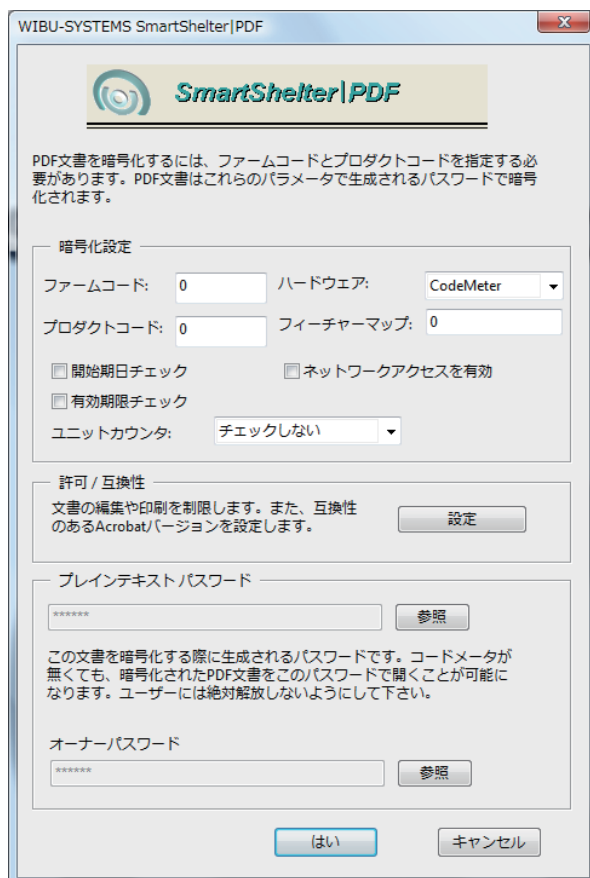 WIBU-SYSTEMS SmartShelter|PDF
SmartShelter|PDF
PDF文書を暗号化するには、ファームコードとプロダクトコードを指定する必
要があります。PDF文書はこれらのパラメータで生成されるパスワードで暗号
化されます。
暗号化設定
ファームコード: 0 ハードウェア: CodeMeter
プロダクトコード: 0 フィーチャーマップ: 0
開始期日チェック ネットワークアクセスを有効
有効期限チェック
ユニットカウンタ: チェックしない
許可 / 互換性
文書の編集や印刷を制限します。また、互換性
のあるAcrobatバージョンを設定します。 設定
プレインテキスト パスワード
****** 参照
この文書を暗号化する際に生成されるパスワードです。コードメータが
無くても、暗号化されたPDF文書をこのパスワードで開くことが可能に
なります。ユーザーには絶対解放しないようにして下さい。
オーナーパスワード
****** 参照
はい キャンセル